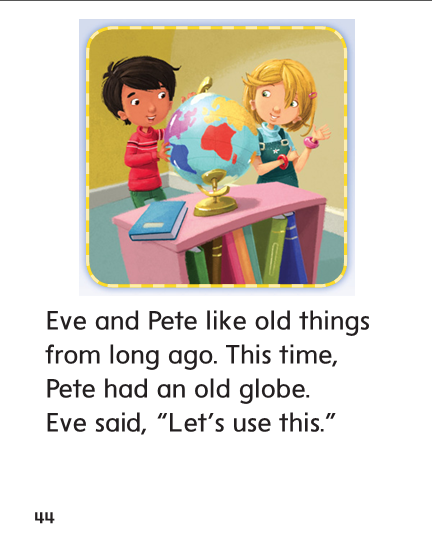 Eve and Pete like old things
from long ago. This time,
Pete had an old globe.
Eve said, “Let’s use this.”
44